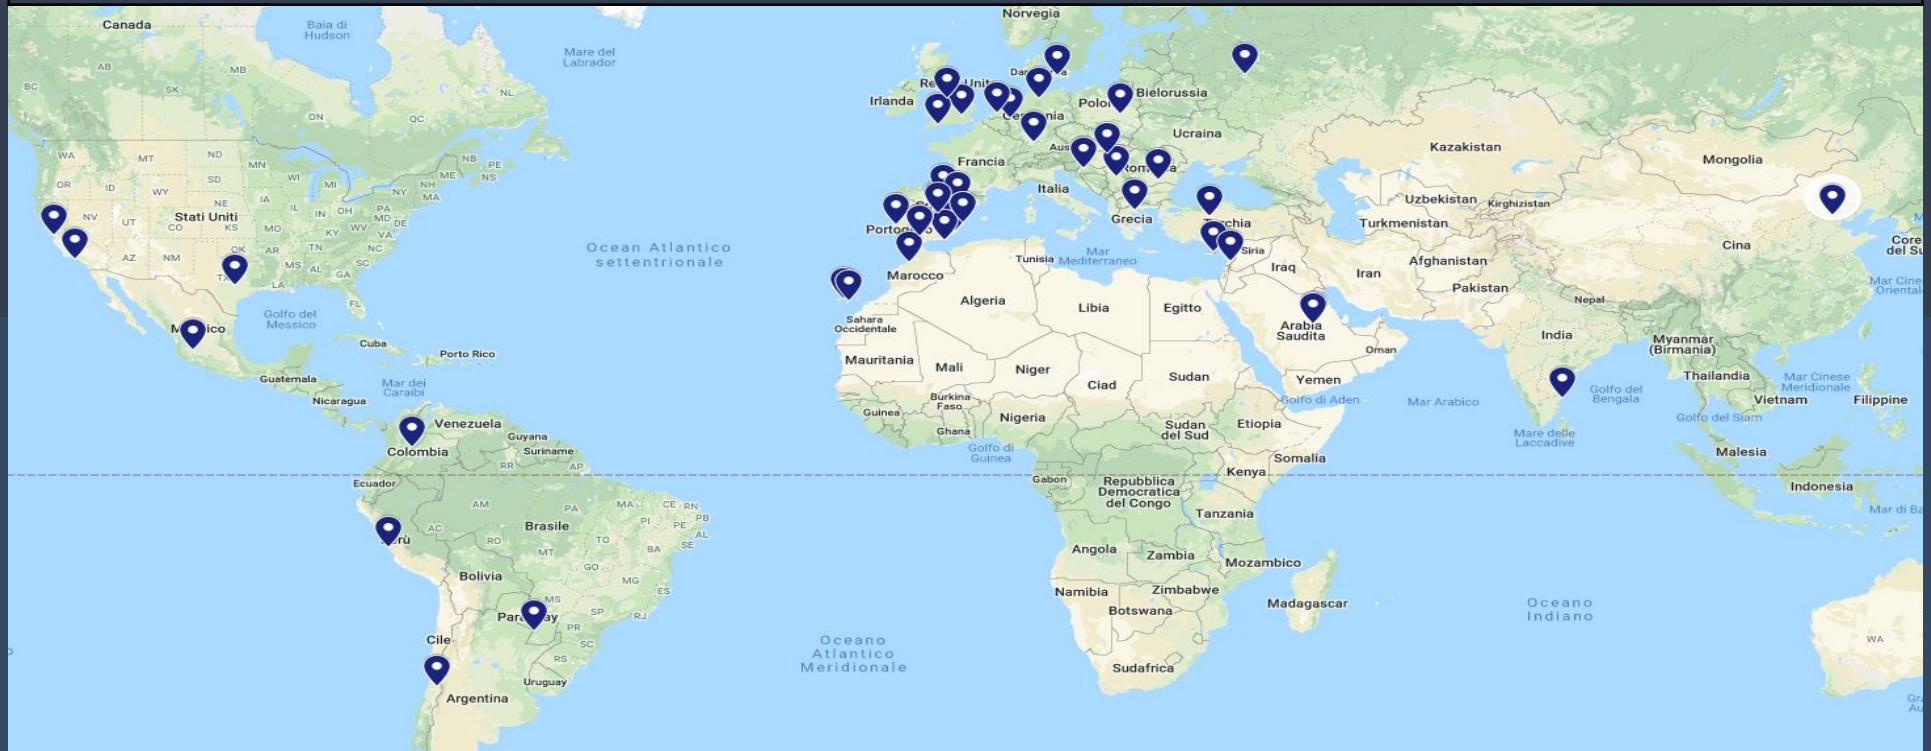 Canada
Baia di
Hudson
Norvegia
Mare del
Labrador
AB
MB
BC
SK
NL
ON
QC
Irlanda
Bielorussia
Ucraina
Kazakistan
Mongolia
WA
MT
ND
MN
NB
PE
NS
OR
ID
WY
SD
WI
MI
NY
NH
MA
NE
IA
IL
IN
OH
PA
MD
DE
NV
UT
CO
Stati Uniti
KS
MO
KY
WV
VA
AZ
NM
OK
AR
TN
NC
SC
MS
AL
GA
LA
FL
Francia
Italia
Grecia
Uzbekistan
Kirghizistan
Turkmenistan
Cina
Siria
Iraq
Iran
Afghanistan
Pakistan
Nepal
Ocean Atlantico
settentrionale
Mar
Mediterraneo
Tunisia
Marocco
Algeria
Libia
Egitto
Sahara
Occidentale
Arabia
Saudita
India
Myanmar
(Birmania)
Golfo del
Messico
Cuba
Porto Rico
Mauritania
Mali
Niger
Ciad
Sudan
Yemen
Oman
Thailandia
Mar Cinese
Meridionale
Guatemala
Mar dei
Caraibi
Nicaragua
Guinea
Burkina
Faso
Golfo di Aden
Mar Arabico
Golfo del
Bengala
Vietnam
Filippine
Venezuela
Guyana
Suriname
Colombia
Ghana
Nigeria
Sudan
del Sud
Etiopia
Golfo di
Guinea
Mare delle
Laccadive
Golfo del Siam
Malesia
Somalia
RR
AP
Ecuador
Gabon
Repubblica
Democratica
del Congo
Kenya
Indonesia
AM
PA
MA
CE
RN
PB
PI
PE
AL
SE
AC
Brasile
TO
BA
RO
MT
Tanzania
Angola
Zambia
Mozambico
Bolivia
GO
MG
ES
MS
SP
RJ
PR
SC
RS
Namibia
Zimbabwe
Botswana
Madagascar
Oceano
Indiano
Cile
Oceano
Atlantico
Meridionale
Sudafrica
WA
Uruguay
Argentina